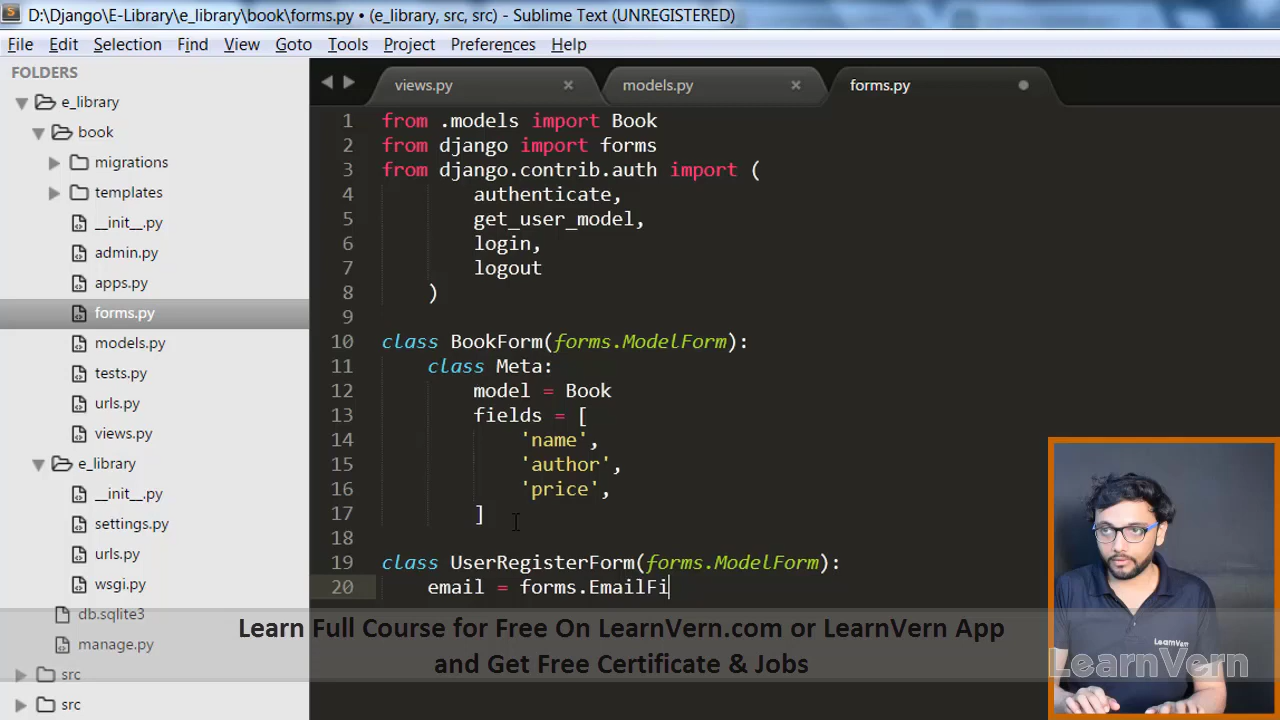 D:\Django\E-Library\e_library\book\forms.py • (e_library, src, src) - Sublime Text (UNREGISTERED)
File Edit Selection Find View Goto Tools Project Preferences Help
FOLDERS
e_library
book
migrations
templates
__init__.py
admin.py
apps.py
forms.py
models.py
tests.py
urls.py
views.py
e_library
__init__.py
settings.py
urls.py
wsgi.py
db.sqlite3
manage.py
src
src
views.py models.py forms.py
1 from .models import Book
2 from django import forms
3 from django.contrib.auth import (
4 authenticate,
5 get_user_model,
6 login,
7 logout
8 )
9
10 class BookForm(forms.ModelForm):
11 class Meta:
12 model = Book
13 fields = [
14 'name',
15 'author',
16 'price',
17 ]
18
19 class UserRegisterForm(forms.ModelForm):
20 email = forms.EmailFi
Learn Full Course for Free On LearnVern.com or LearnVern App
and Get Free Certificate & Jobs
LearnVern
LearnVern